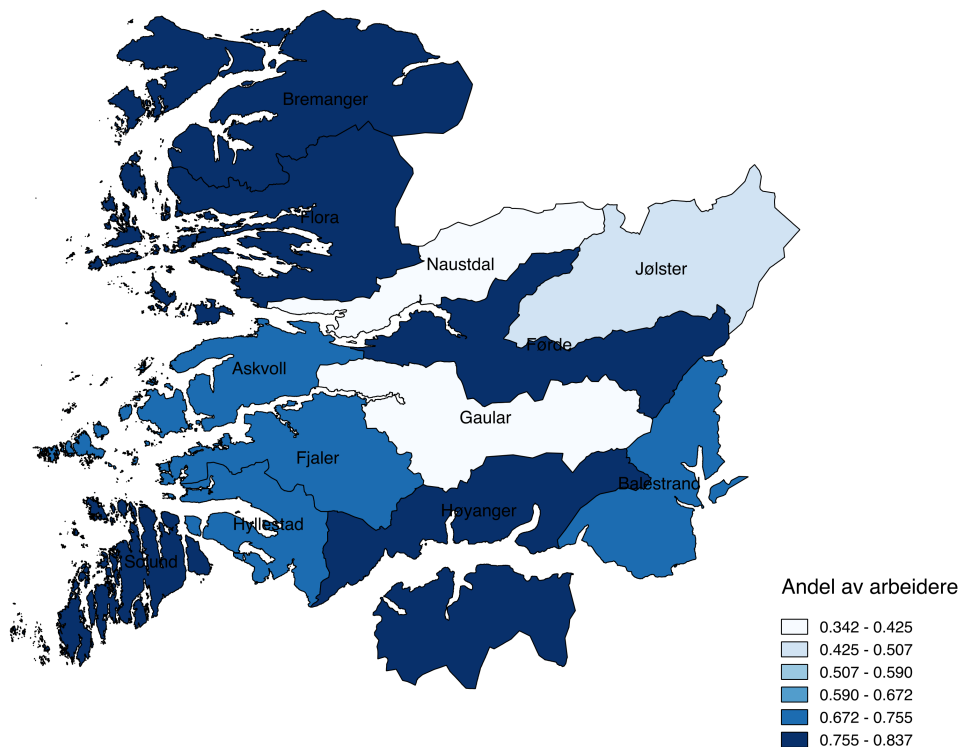 Bremanger
Flora
Naustdal
Jølster
Førde
Askvoll
Gaular
Fjaler
Balestrand
Høyanger
Hyllestad
Solund
Andel av arbeidere
0.342 - 0.425
0.425 - 0.507
0.507 - 0.590
0.590 - 0.672
0.672 - 0.755
0.755 - 0.837